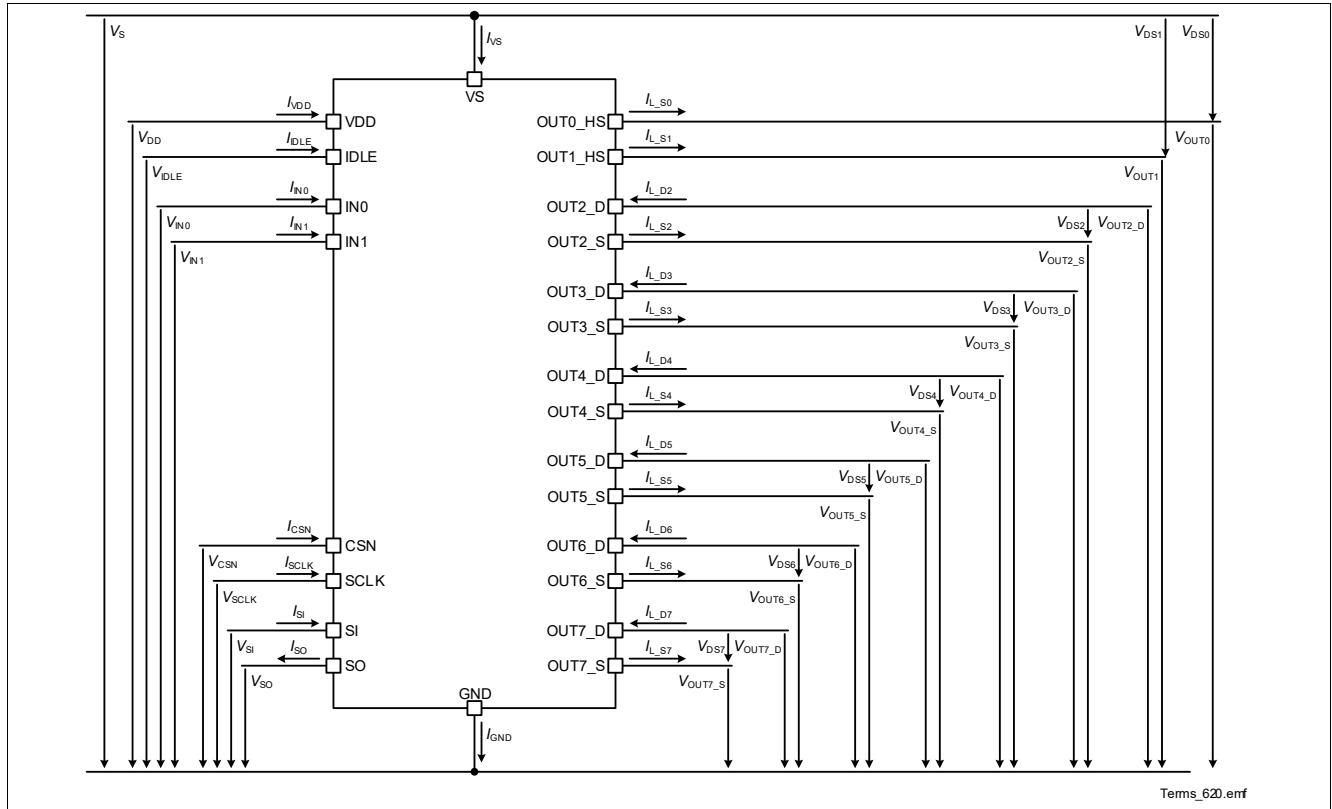 V_S
I_VS
V_DS1
V_DS0
VS
I_VDD
VDD
V_DD
I_IDLE
IDLE
V_IDLE
I_IN0
IN0
V_IN0
I_IN1
IN1
V_IN1
I_CSN
CSN
V_CSN
I_SCLK
SCLK
V_SCLK
I_SI
SI
V_SI
I_SO
SO
V_SO
GND
I_GND
OUT0_HS
I_L_S0
V_OUT0
OUT1_HS
I_L_S1
V_OUT1
OUT2_D
I_L_D2
V_DS2
V_OUT2_D
OUT2_S
I_L_S2
V_OUT2_S
OUT3_D
I_L_D3
V_DS3
V_OUT3_D
OUT3_S
I_L_S3
V_OUT3_S
OUT4_D
I_L_D4
V_DS4
V_OUT4_D
OUT4_S
I_L_S4
V_OUT4_S
OUT5_D
I_L_D5
V_DS5
V_OUT5_D
OUT5_S
I_L_S5
V_OUT5_S
OUT6_D
I_L_D6
V_DS6
V_OUT6_D
OUT6_S
I_L_S6
V_OUT6_S
OUT7_D
I_L_D7
V_DS7
V_OUT7_D
OUT7_S
I_L_S7
V_OUT7_S
Terms_620.emf